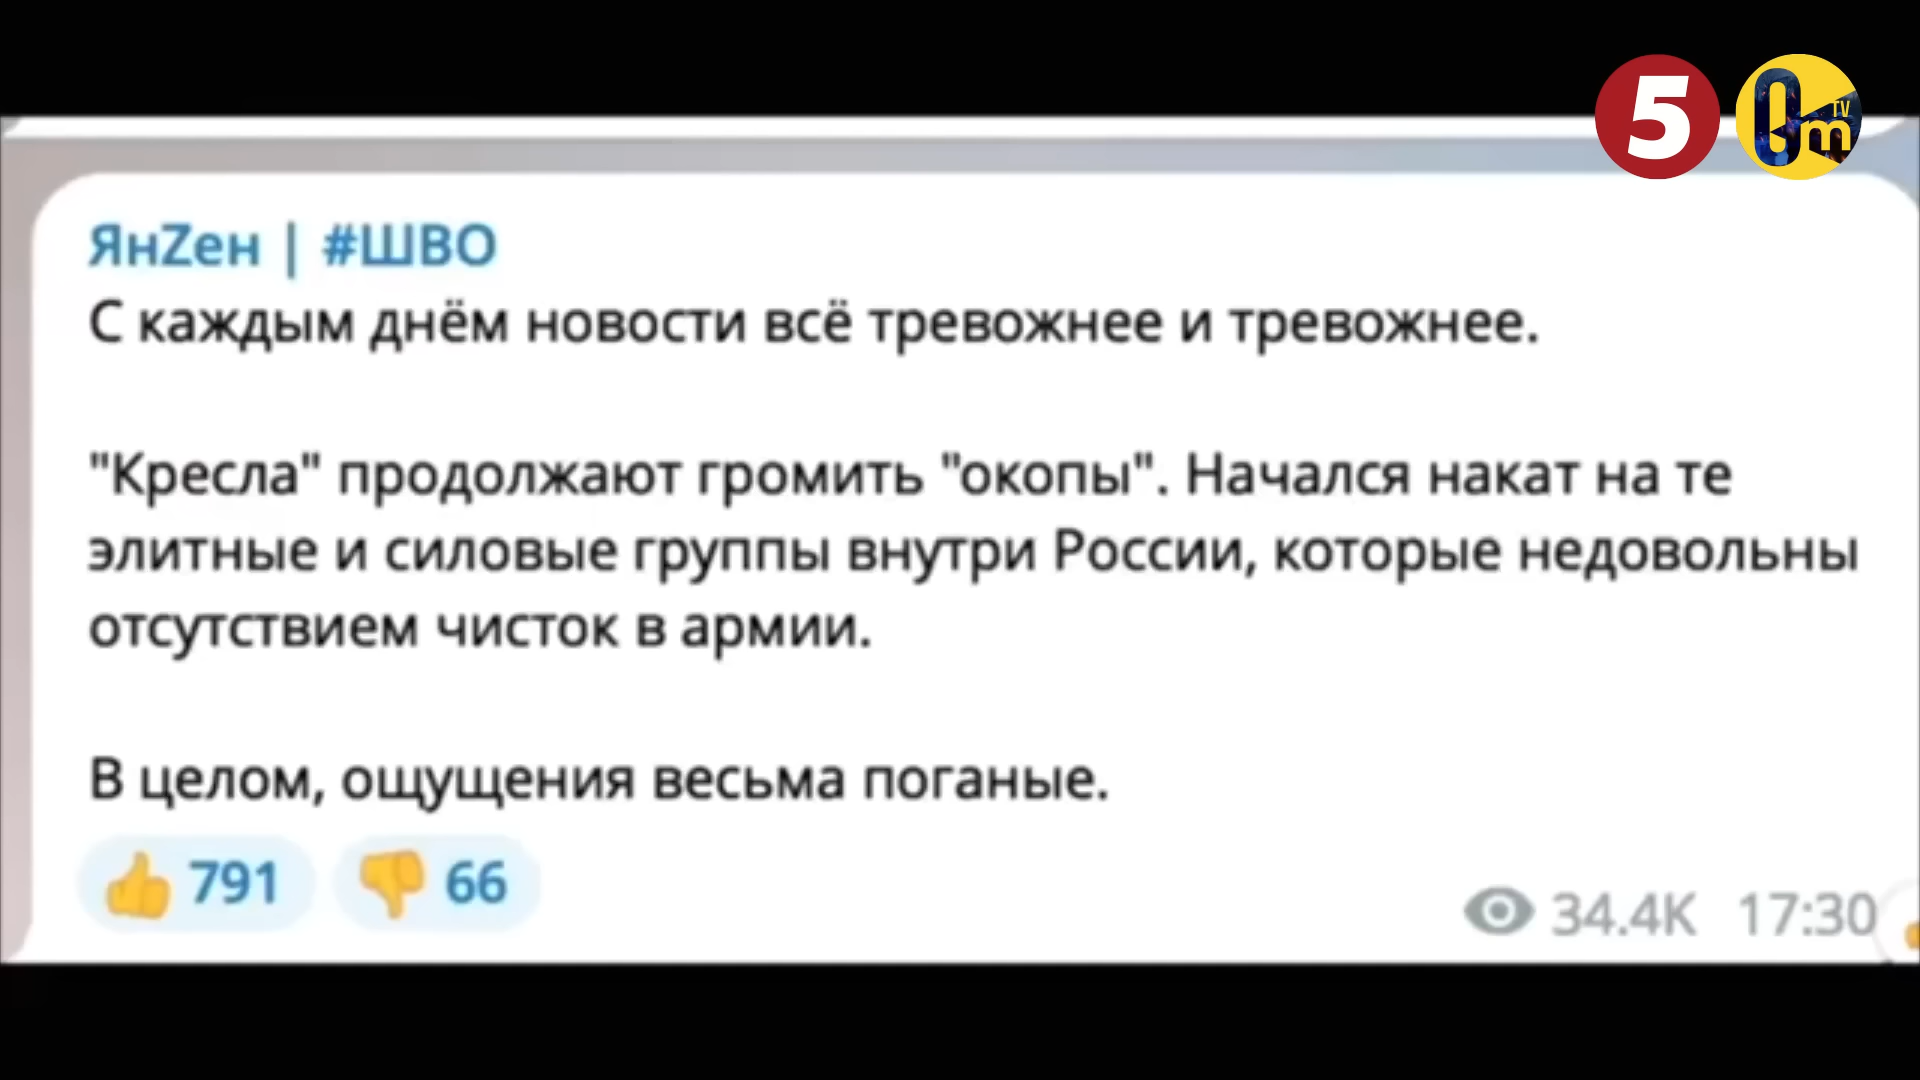 5
TV
m
ЯнZен | #ШВО
С каждым днём новости всё тревожнее и тревожнее.
"Кресла" продолжают громить "окопы". Начался накат на те
элитные и силовые группы внутри России, которые недовольны
отсутствием чисток в армии.
В целом, ощущения весьма поганые.
791 66
34.4K 17:30